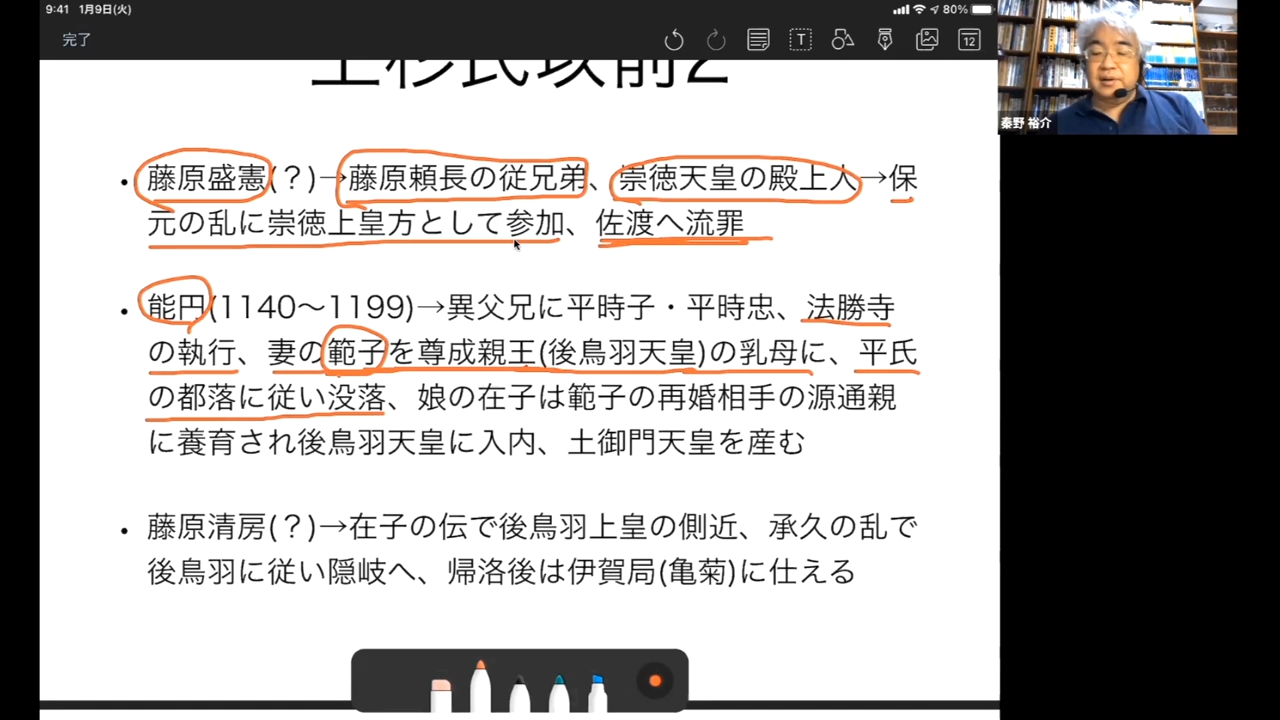 9:41 1月9日(火)
80%
完了
T
12
上杉氏以前2
秦野 裕介
• 藤原盛憲(？)→藤原頼長の従兄弟、崇徳天皇の殿上人→保
元の乱に崇徳上皇方として参加、佐渡へ流罪
• 能円(1140〜1199)→異父兄に平時子・平時忠、法勝寺
の執行、妻の範子を尊成親王(後鳥羽天皇)の乳母に、平氏
の都落に従い没落、娘の在子は範子の再婚相手の源通親
に養育され後鳥羽天皇に入内、土御門天皇を産む
• 藤原清房(？)→在子の伝で後鳥羽上皇の側近、承久の乱で
後鳥羽に従い隠岐へ、帰洛後は伊賀局(亀菊)に仕える